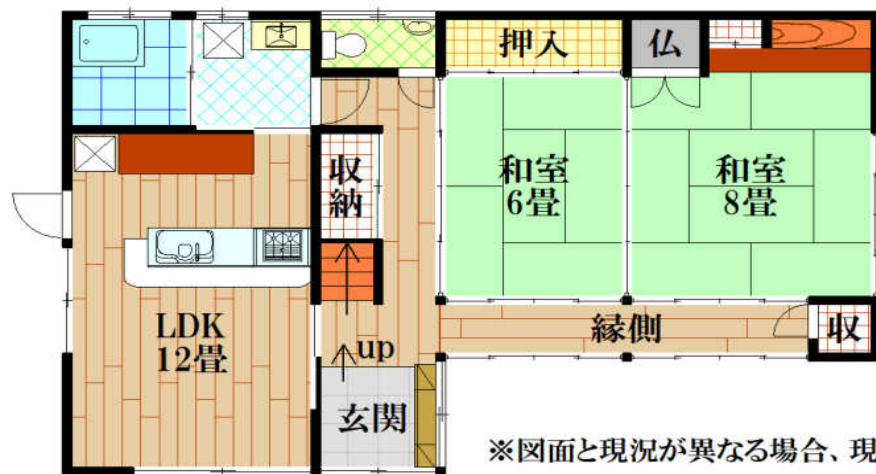 押入
仏
和室
6畳
和室
8畳
収
納
LDK
12畳
up
縁側
収
玄関
※図面と現況が異なる場合、現